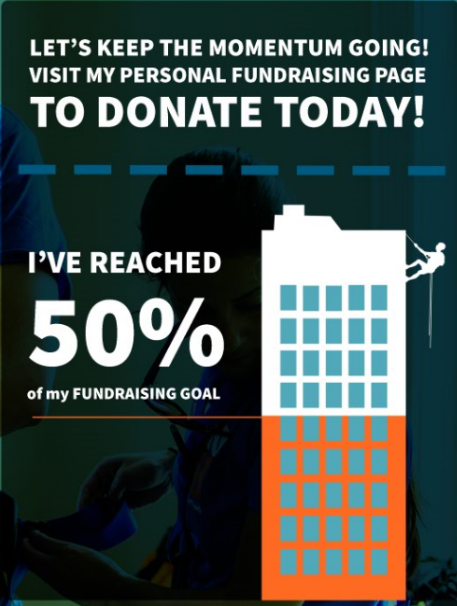 LET'S KEEP THE MOMENTUM GOING!
VISIT MY PERSONAL FUNDRAISING PAGE
TO DONATE TODAY!
I'VE REACHED
50%
of my FUNDRAISING GOAL